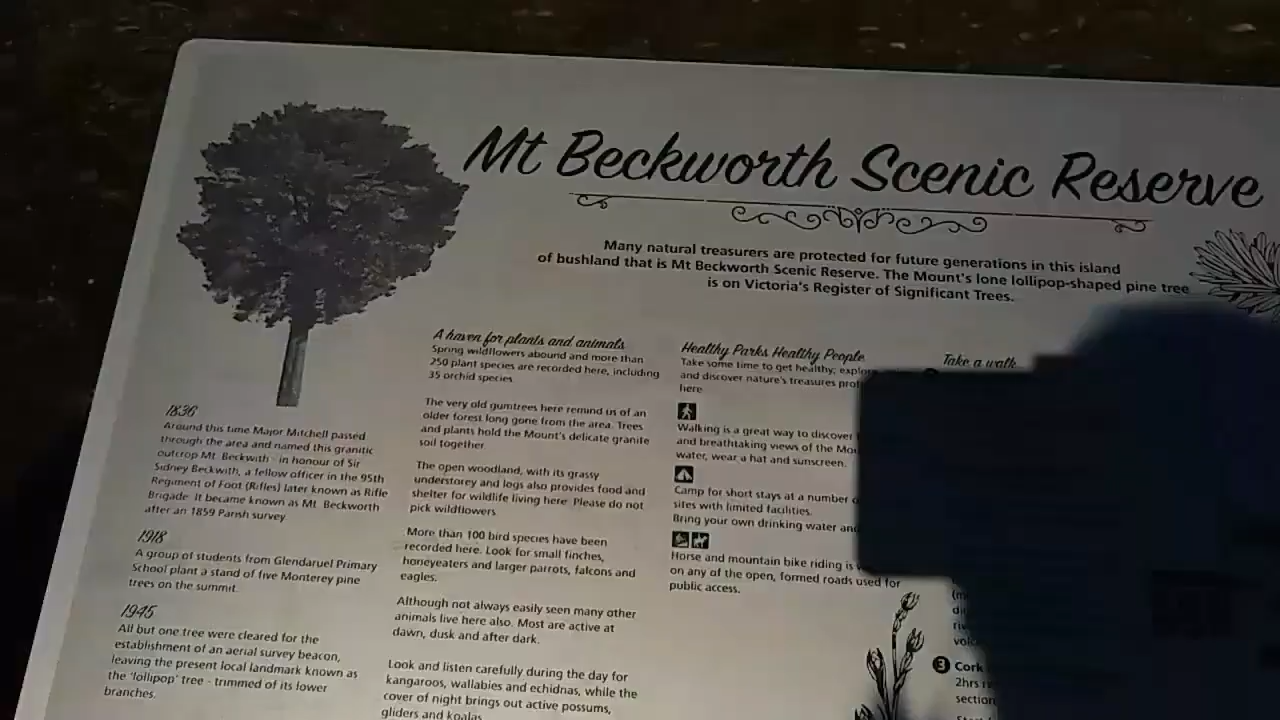 Mt Beckworth Scenic Reserve
Many natural treasurers are protected for future generations in this island
of bushland that is Mt Beckworth Scenic Reserve. The Mount's lone lollipop-shaped pine tree
is on Victoria's Register of Significant Trees.
1836
Around this time Major Mitchell passed
through the area and named this granitic
outcrop Mt. Beckwith - in honour of Sir
Sidney Beckwith, a fellow officer in the 95th
Regiment of Foot (Rifles) later known as Rifle
Brigade. It became known as Mt. Beckworth
after an 1859 Parish survey.
1918
A group of students from Glendaruel Primary
School plant a stand of five Monterey pine
trees on the summit.
1945
All but one tree were cleared for the
establishment of an aerial survey beacon,
leaving the present local landmark known as
the 'lollipop' tree - trimmed of its lower
branches.
A haven for plants and animals
Spring wildflowers abound and more than
250 plant species are recorded here, including
35 orchid species.
The very old gumtrees here remind us of an
older forest long gone from the area. Trees
and plants hold the Mount's delicate granite
soil together.
The open woodland, with its grassy
understorey and logs also provides food and
shelter for wildlife living here. Please do not
pick wildflowers.
More than 100 bird species have been
recorded here. Look for small finches,
honeyeaters and larger parrots, falcons and
eagles.
Although not always easily seen many other
animals live here also. Most are active at
dawn, dusk and after dark.
Look and listen carefully during the day for
kangaroos, wallabies and echidnas, while the
cover of night brings out active possums,
gliders and koalas.
Healthy Parks Healthy People
Take some time to get healthy; explore
and discover nature's treasures
here.
Walking is a great way to discover
and breathtaking views of the
water, wear a hat and sunscreen.
Camp for short stays at a number
sites with limited facilities.
Bring your own drinking water and
Horse and mountain bike riding is
on any of the open, formed roads used for
public access.
Take a walk
3 Cork
2hrs
section